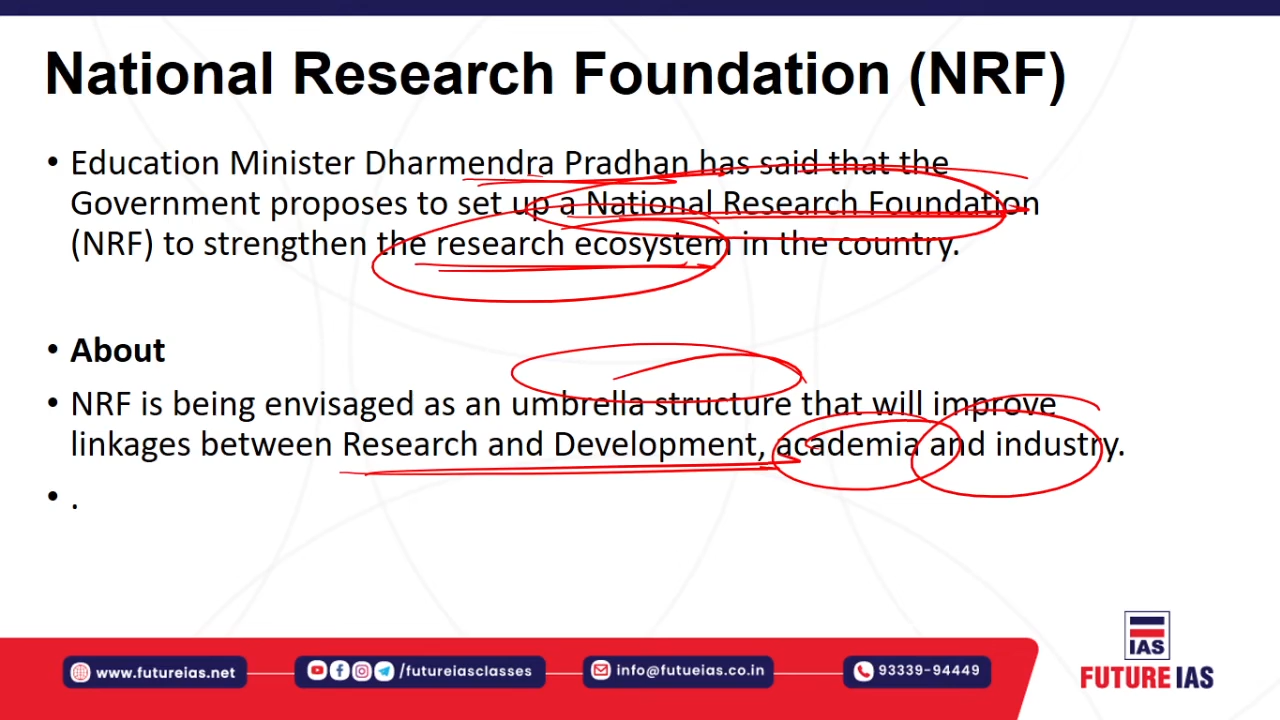 National Research Foundation (NRF)
• Education Minister Dharmendra Pradhan has said that the
Government proposes to set up a National Research Foundation
(NRF) to strengthen the research ecosystem in the country.
• About
• NRF is being envisaged as an umbrella structure that will improve
linkages between Research and Development, academia and industry.
• .
IAS
FUTURE IAS
www.futureias.net
/futureiasclasses
info@futueias.co.in
93339-94449